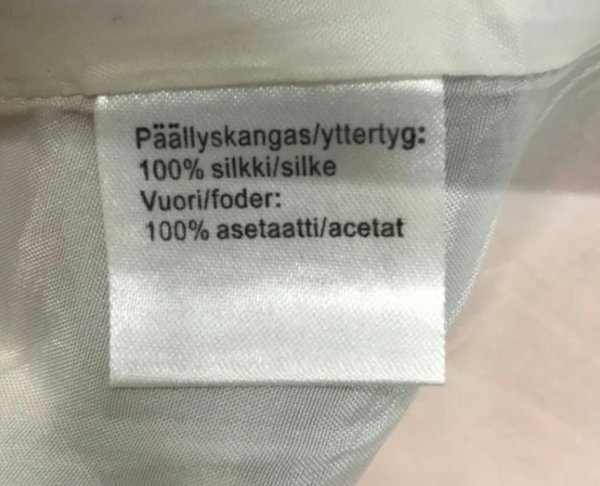 Päällyskangas/yttertyg:
100% silkki/silke
Vuori/foder:
100% asetaatti/acetat